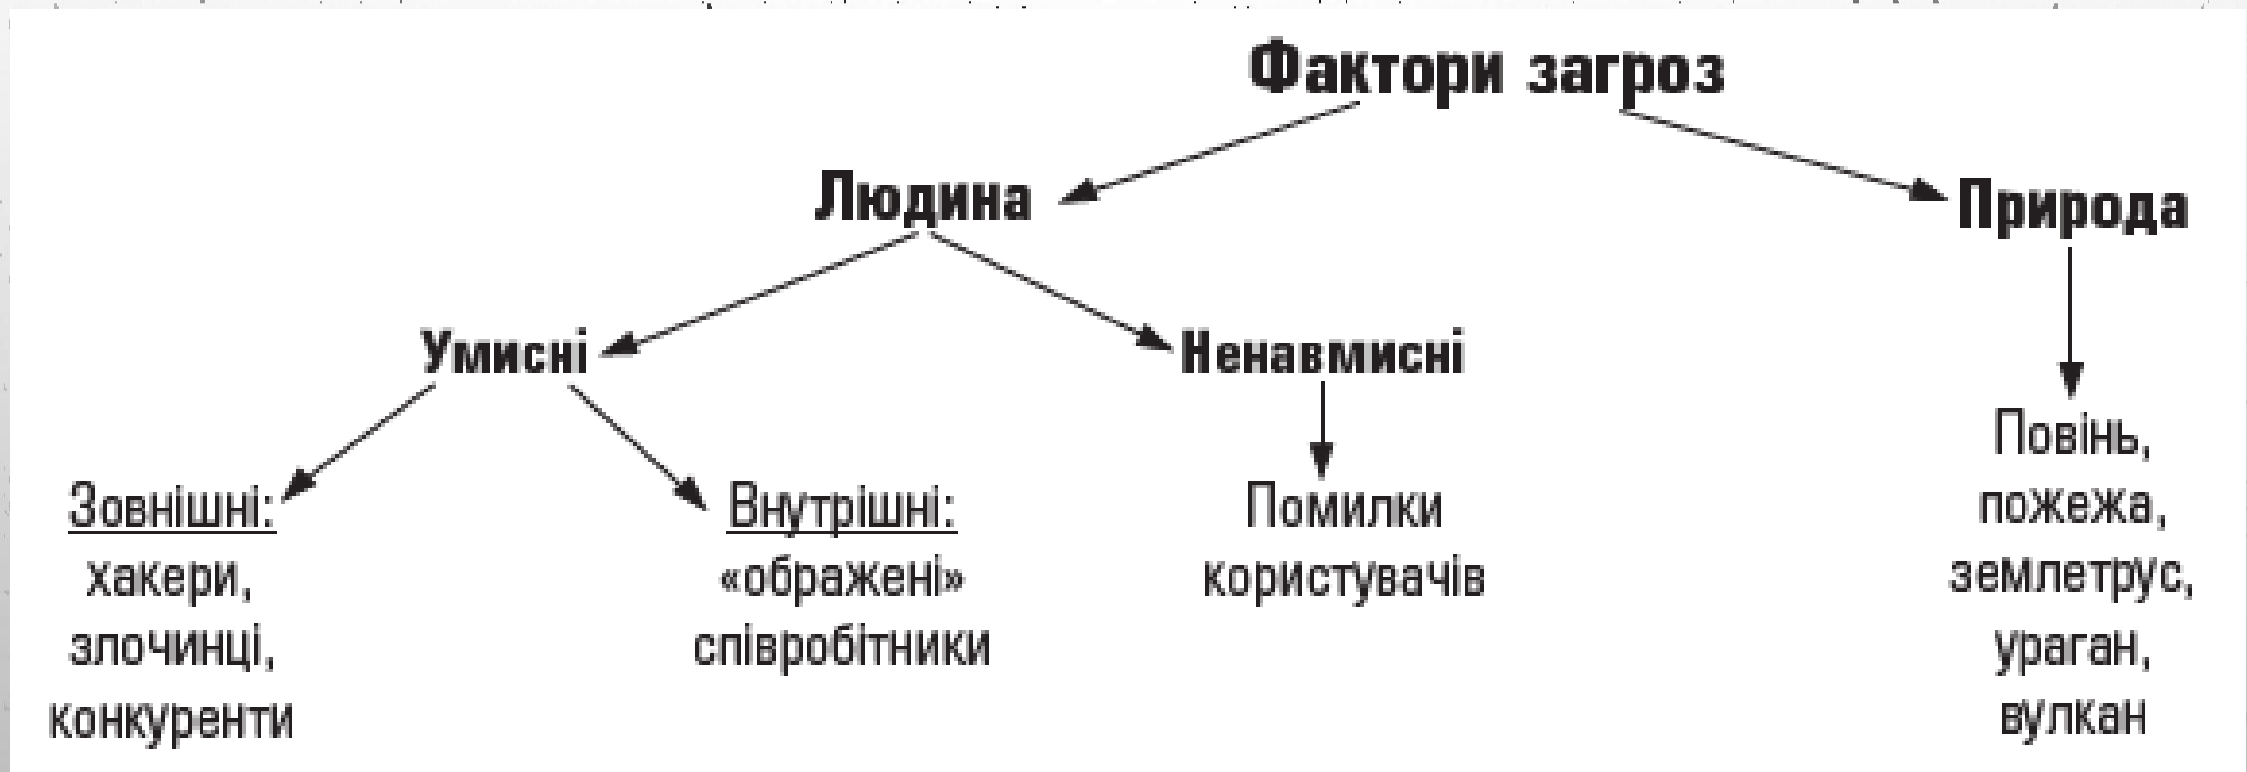 Фактори загроз
Людина
Природа
Умисні
Ненавмисні
Зовнішні:
хакери,
злочинці,
конкуренти
Внутрішні:
«ображені»
співробітники
Помилки
користувачів
Повінь,
пожежа,
землетрус,
ураган,
вулкан